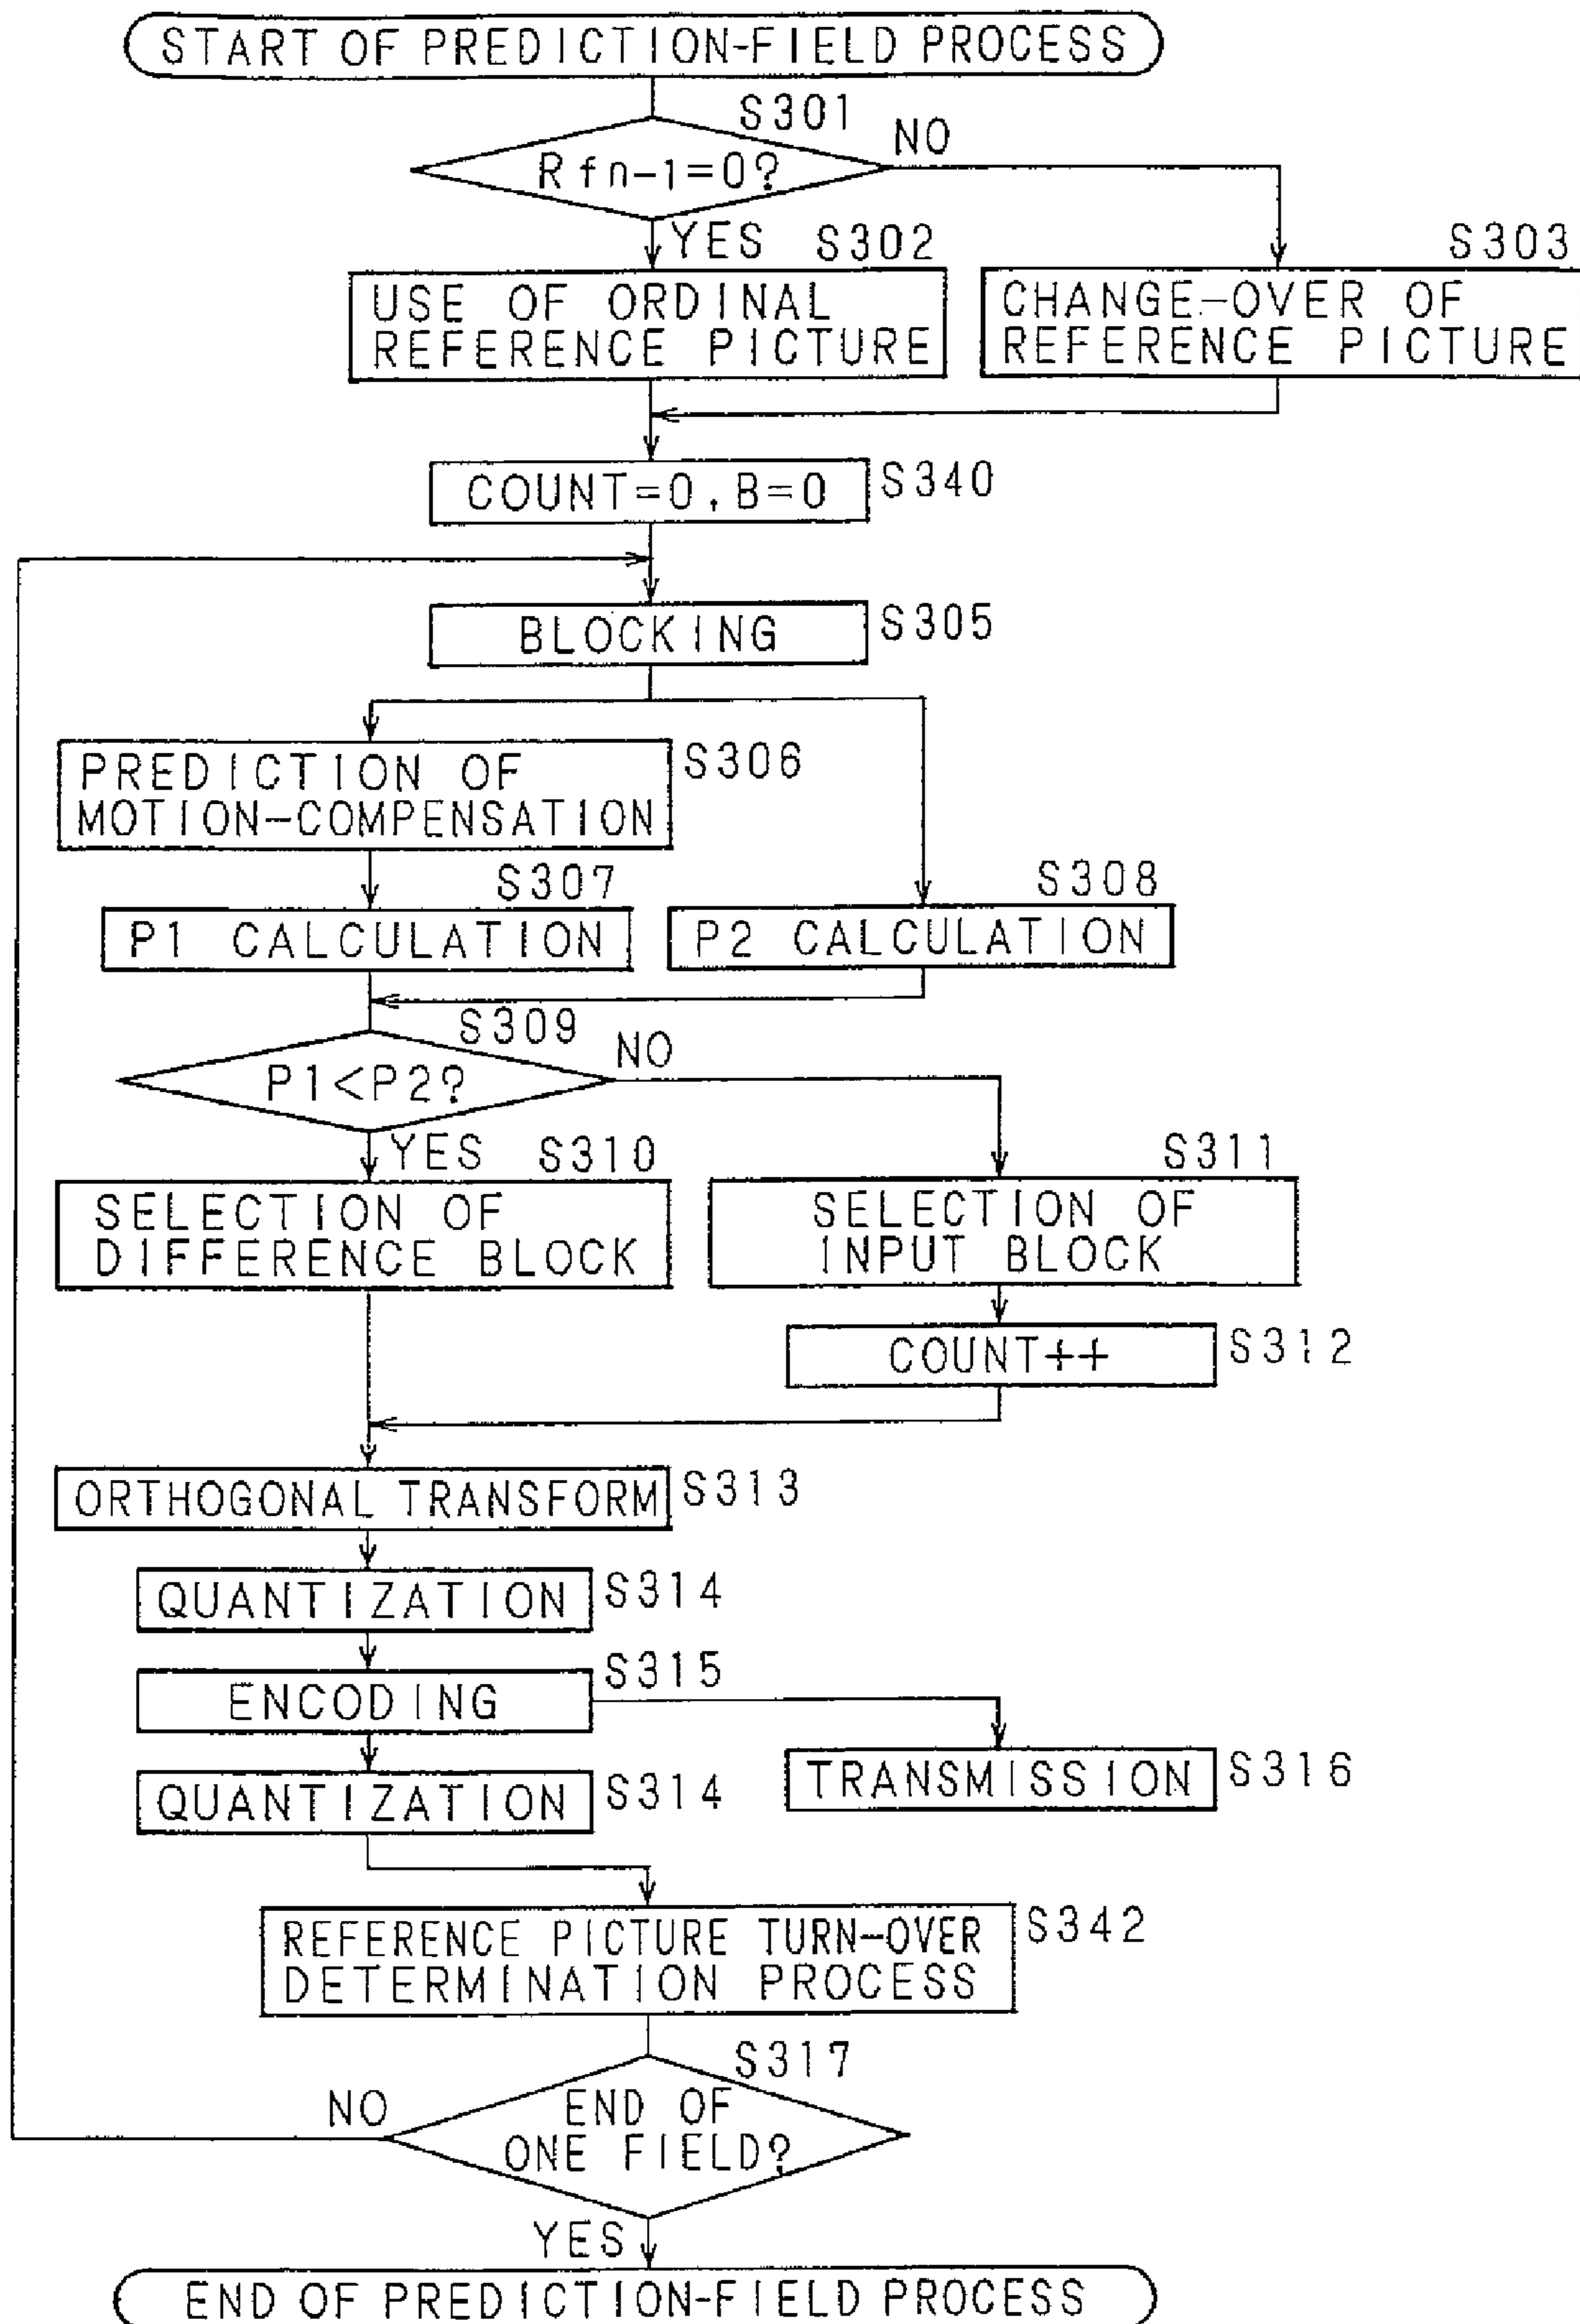 START OF PREDICTION-FIELD PROCESS
S301
Rfn-1=0?
NO
YES
S302
S303
USE OF ORDINAL
REFERENCE PICTURE
CHANGE-OVER OF
REFERENCE PICTURE
COUNT=0,B=0
S340
BLOCKING
S305
PREDICTION OF
MOTION-COMPENSATION
S306
S307
S308
P1 CALCULATION
P2 CALCULATION
S309
P1<P2?
NO
YES
S310
S311
SELECTION OF
DIFFERENCE BLOCK
SELECTION OF
INPUT BLOCK
COUNT++
S312
ORTHOGONAL TRANSFORM
S313
QUANTIZATION
S314
ENCODING
S315
TRANSMISSION
S316
QUANTIZATION
S314
REFERENCE PICTURE TURN-OVER
DETERMINATION PROCESS
S342
S317
END OF
ONE FIELD?
NO
YES
END OF PREDICTION-FIELD PROCESS